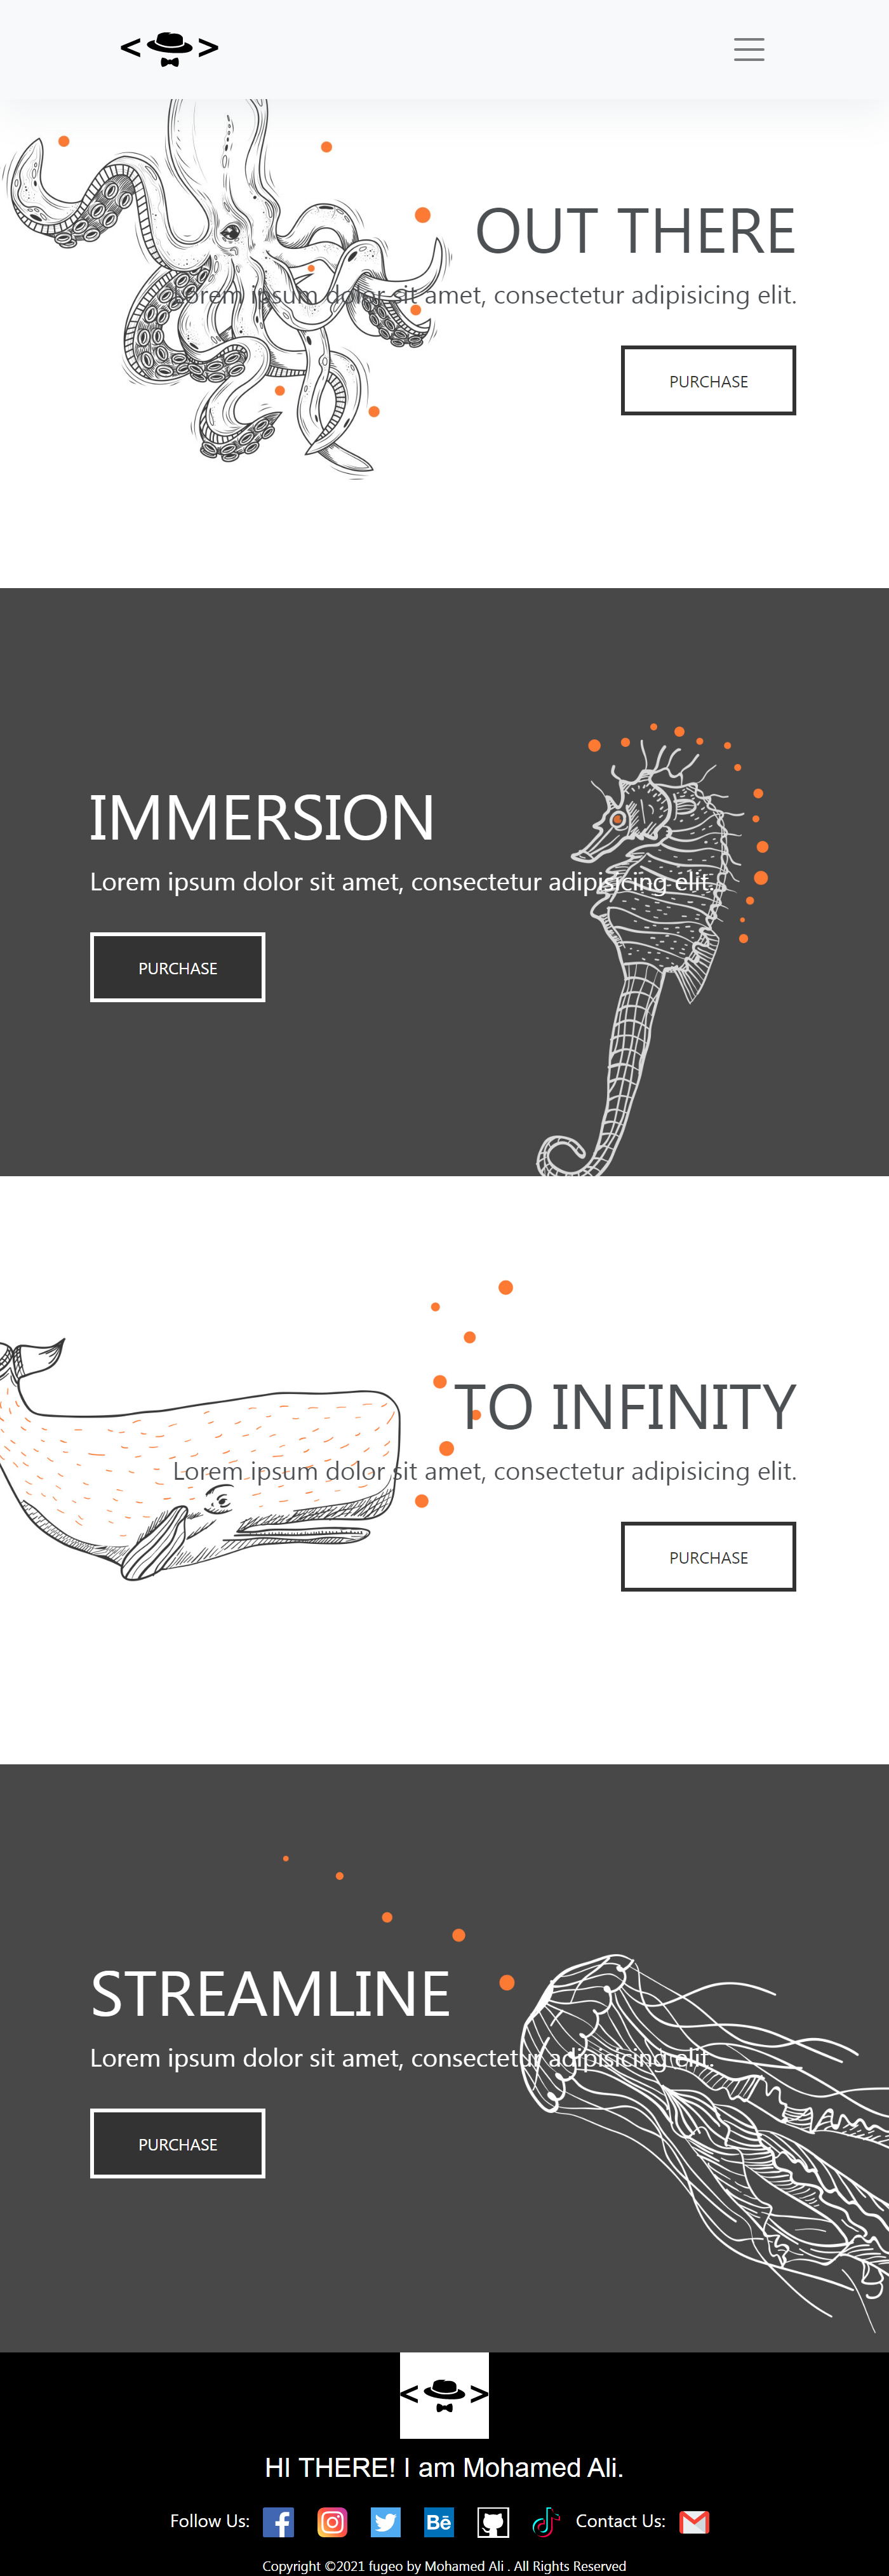 OUT THERE
Lorem ipsum dolor sit amet, consectetur adipisicing elit.
PURCHASE
IMMERSION
Lorem ipsum dolor sit amet, consectetur adipisicing elit.
PURCHASE
TO INFINITY
Lorem ipsum dolor sit amet, consectetur adipisicing elit.
PURCHASE
STREAMLINE
Lorem ipsum dolor sit amet, consectetur adipisicing elit.
PURCHASE
HI THERE! I am Mohamed Ali.
Follow Us: Bē Contact Us:
Copyright ©2021 fugeo by Mohamed Ali . All Rights Reserved